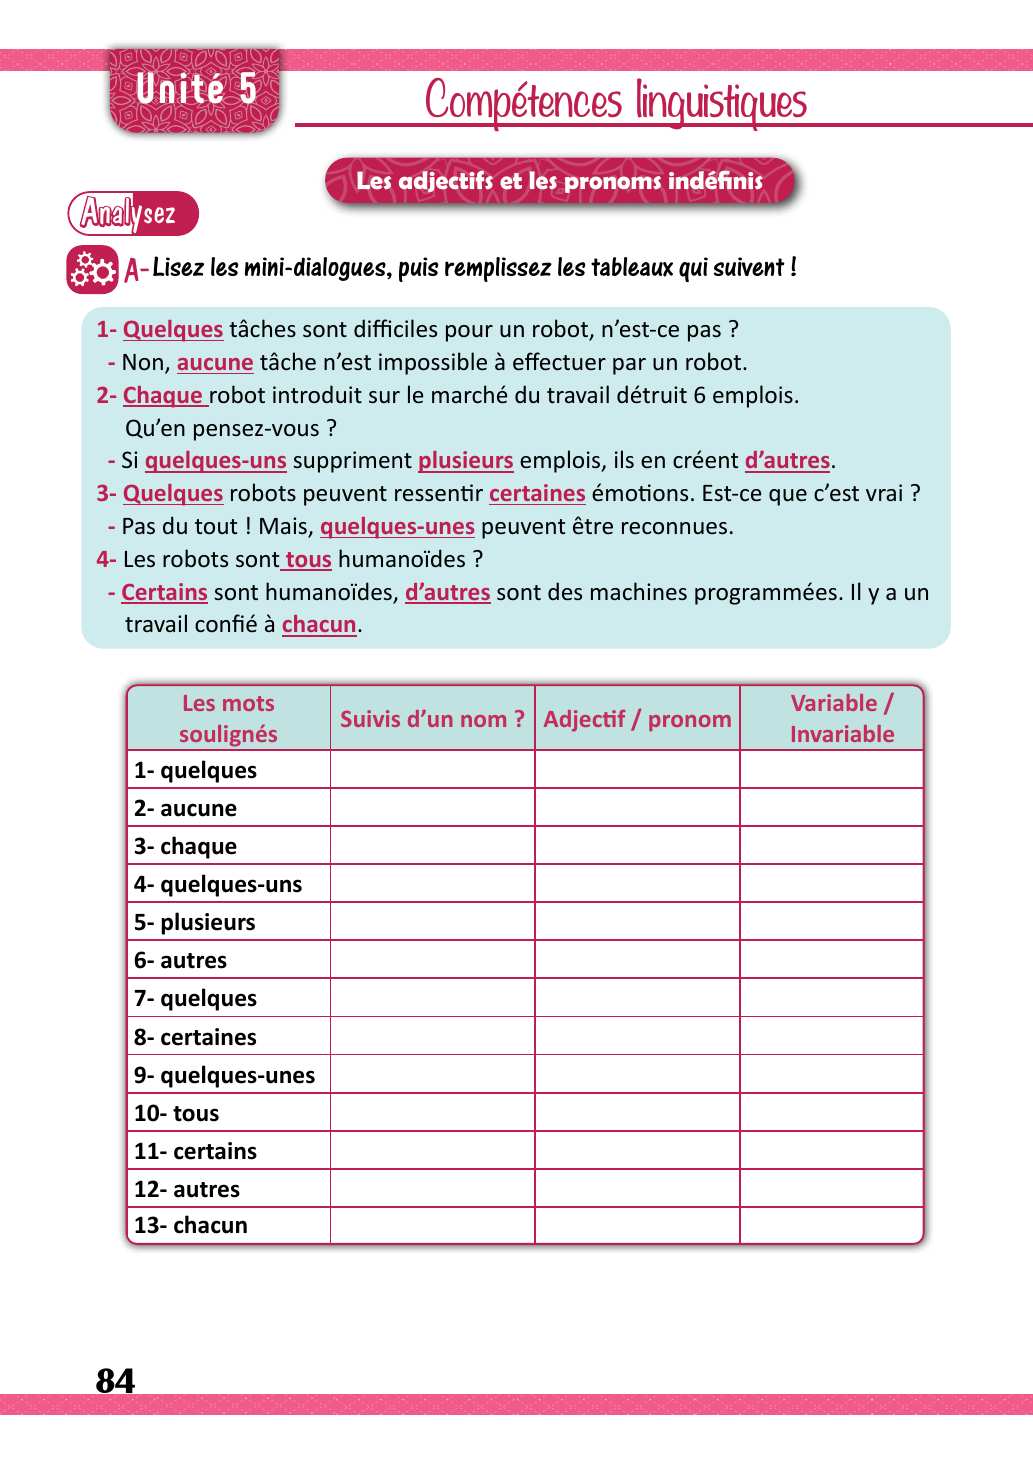 Unité 5
Compétences linguistiques
Les adjectifs et les pronoms indéfinis
Analysez
A- Lisez les mini-dialogues, puis remplissez les tableaux qui suivent !
1- Quelques tâches sont difficiles pour un robot, n’est-ce pas ?
- Non, aucune tâche n’est impossible à effectuer par un robot.
2- Chaque robot introduit sur le marché du travail détruit 6 emplois.
Qu’en pensez-vous ?
- Si quelques-uns suppriment plusieurs emplois, ils en créent d’autres.
3- Quelques robots peuvent ressentir certaines émotions. Est-ce que c’est vrai ?
- Pas du tout ! Mais, quelques-unes peuvent être reconnues.
4- Les robots sont tous humanoïdes ?
- Certains sont humanoïdes, d’autres sont des machines programmées. Il y a un
travail confié à chacun.
Les mots soulignés | Suivis d’un nom ? | Adjectif / pronom | Variable / Invariable
1- quelques
2- aucune
3- chaque
4- quelques-uns
5- plusieurs
6- autres
7- quelques
8- certaines
9- quelques-unes
10- tous
11- certains
12- autres
13- chacun
84